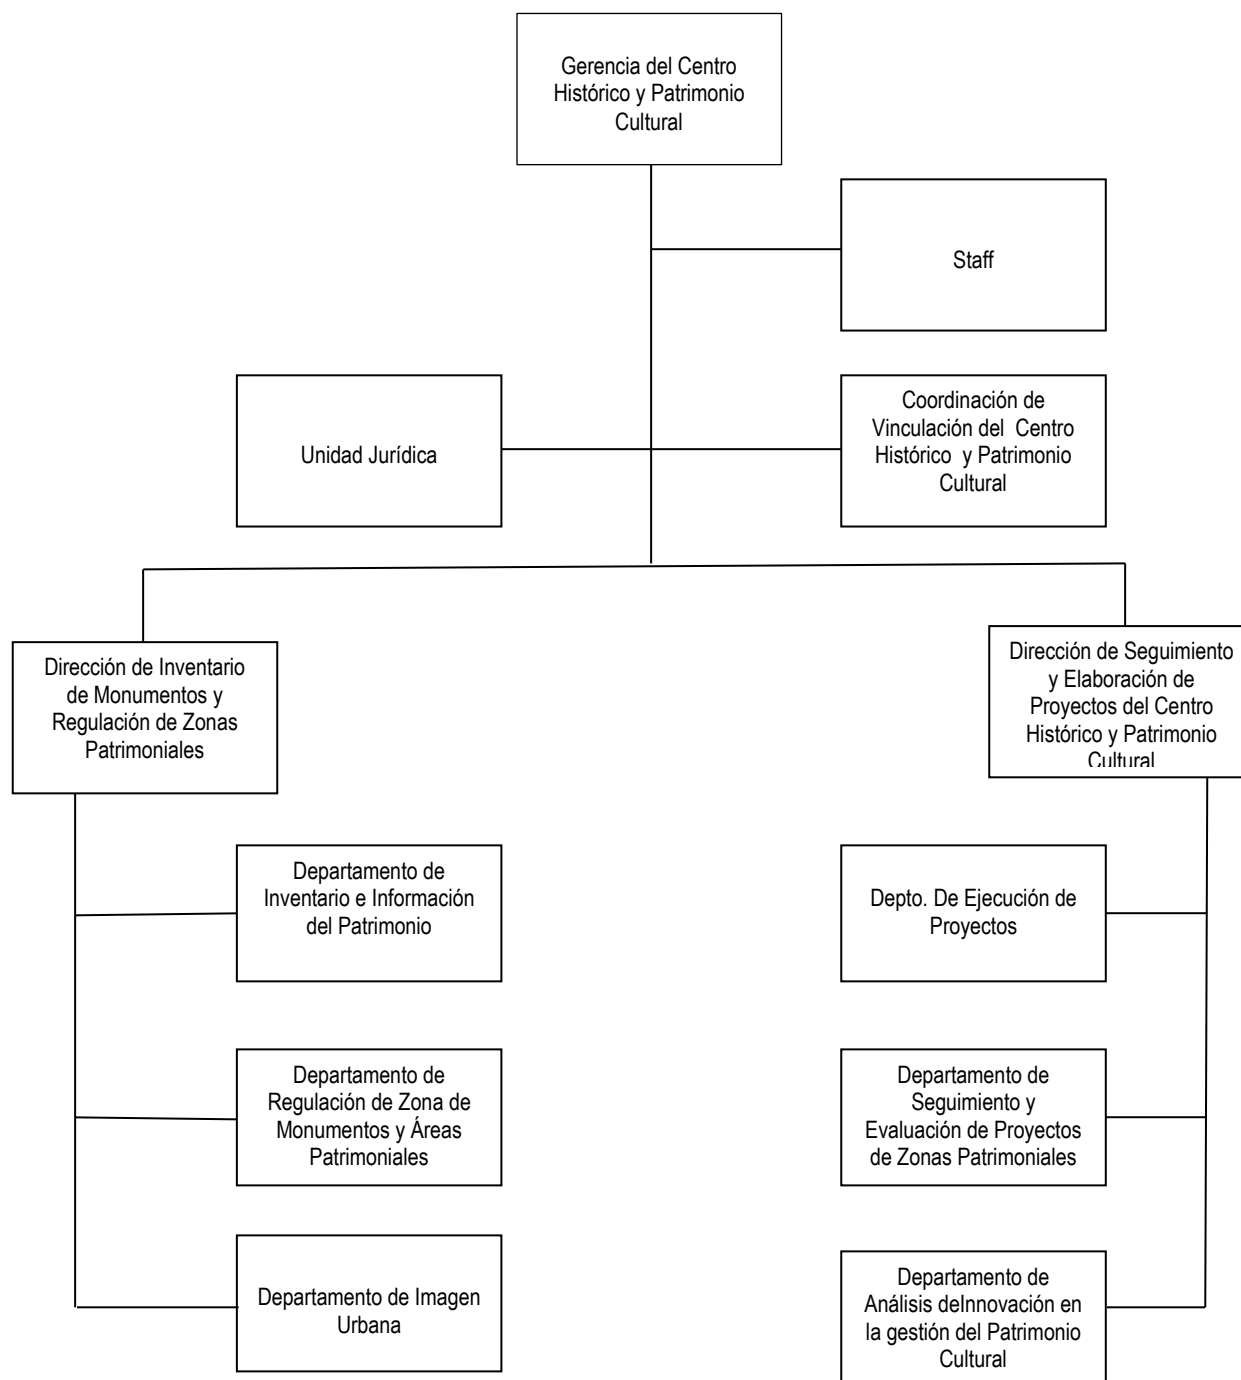 Gerencia del Centro
Histórico y Patrimonio
Cultural
Staff
Unidad Jurídica
Coordinación de
Vinculación del  Centro
Histórico  y Patrimonio
Cultural
Dirección de Inventario
de Monumentos y
Regulación de Zonas
Patrimoniales
Dirección de Seguimiento
y Elaboración de
Proyectos del Centro
Histórico y Patrimonio
Cultural
Departamento de
Inventario e Información
del Patrimonio
Depto. De Ejecución de
Proyectos
Departamento de
Regulación de Zona de
Monumentos y Áreas
Patrimoniales
Departamento de
Seguimiento y
Evaluación de Proyectos
de Zonas Patrimoniales
Departamento de Imagen
Urbana
Departamento de
Análisis deInnovación en
la gestión del Patrimonio
Cultural